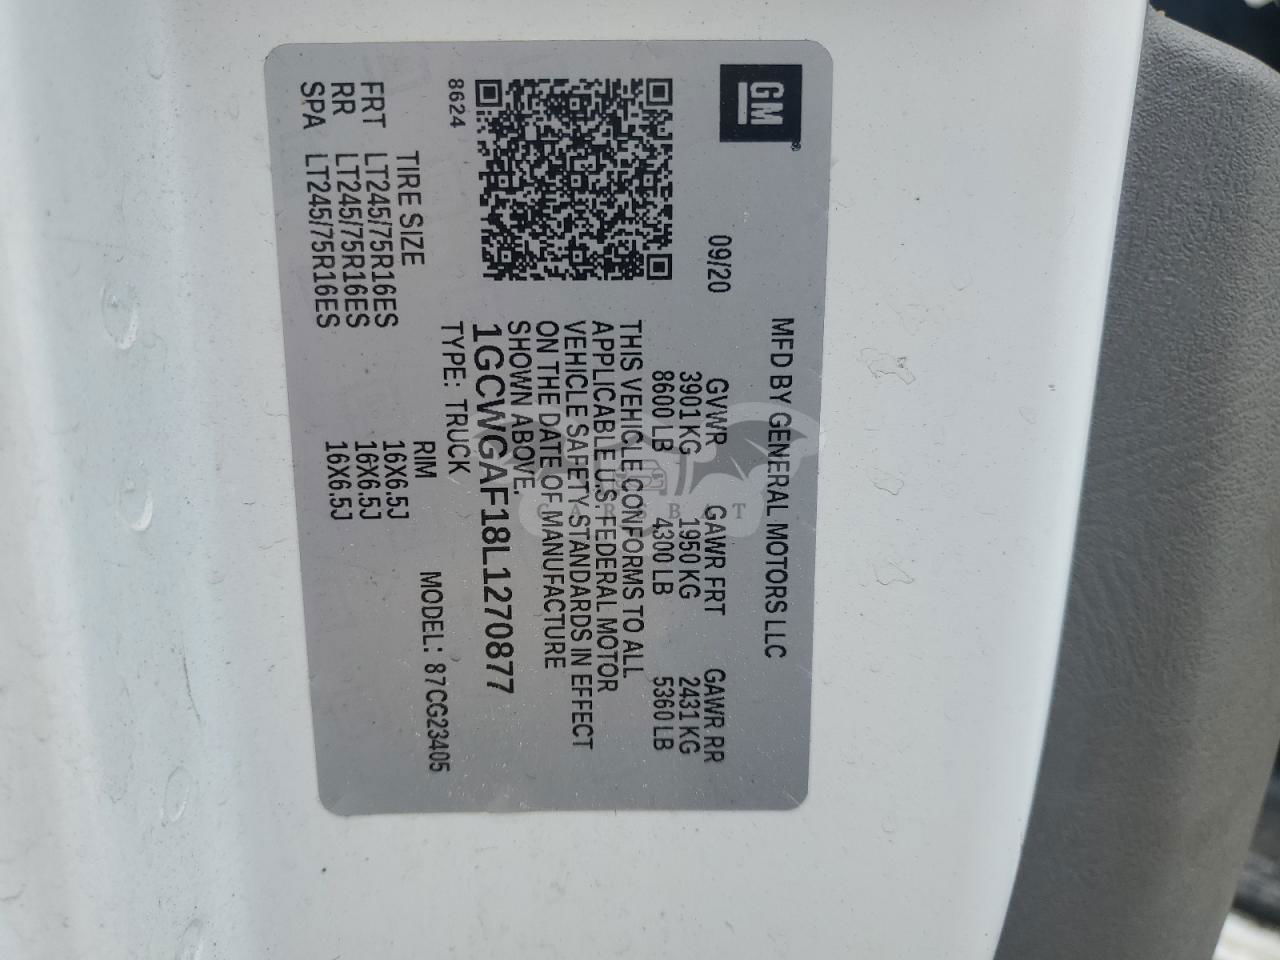 GM
MFD BY GENERAL MOTORS LLC
09/20
GVWR GAWR FRT GAWR RR
3901 KG 1950 KG 2431 KG
8600 LB 4300 LB 5360 LB
THIS VEHICLE CONFORMS TO ALL
APPLICABLE U.S. FEDERAL MOTOR
VEHICLE SAFETY STANDARDS IN EFFECT
ON THE DATE OF MANUFACTURE
SHOWN ABOVE.
1GCWGAF18L1270877
8624
TYPE: TRUCK MODEL: 87CG23405
TIRE SIZE RIM
FRT LT245/75R16ES 16X6.5J
RR LT245/75R16ES 16X6.5J
SPA LT245/75R16ES 16X6.5J
CARSBAT